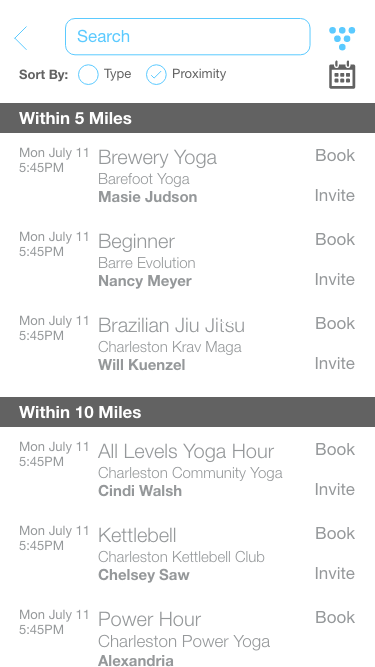 Search
Sort By: Type Proximity
Within 5 Miles
Mon July 11 Brewery Yoga Book
5:45PM Barefoot Yoga
Masie Judson Invite
Mon July 11 Beginner Book
5:45PM Barre Evolution
Nancy Meyer Invite
Mon July 11 Brazilian Jiu Jitsu Book
5:45PM Charleston Krav Maga
Will Kuenzel Invite
Within 10 Miles
Mon July 11 All Levels Yoga Hour Book
5:45PM Charleston Community Yoga
Cindi Walsh Invite
Mon July 11 Kettlebell Book
5:45PM Charleston Kettlebell Club
Chelsey Saw Invite
Mon July 11 Power Hour Book
5:45PM Charleston Power Yoga
Alexandria